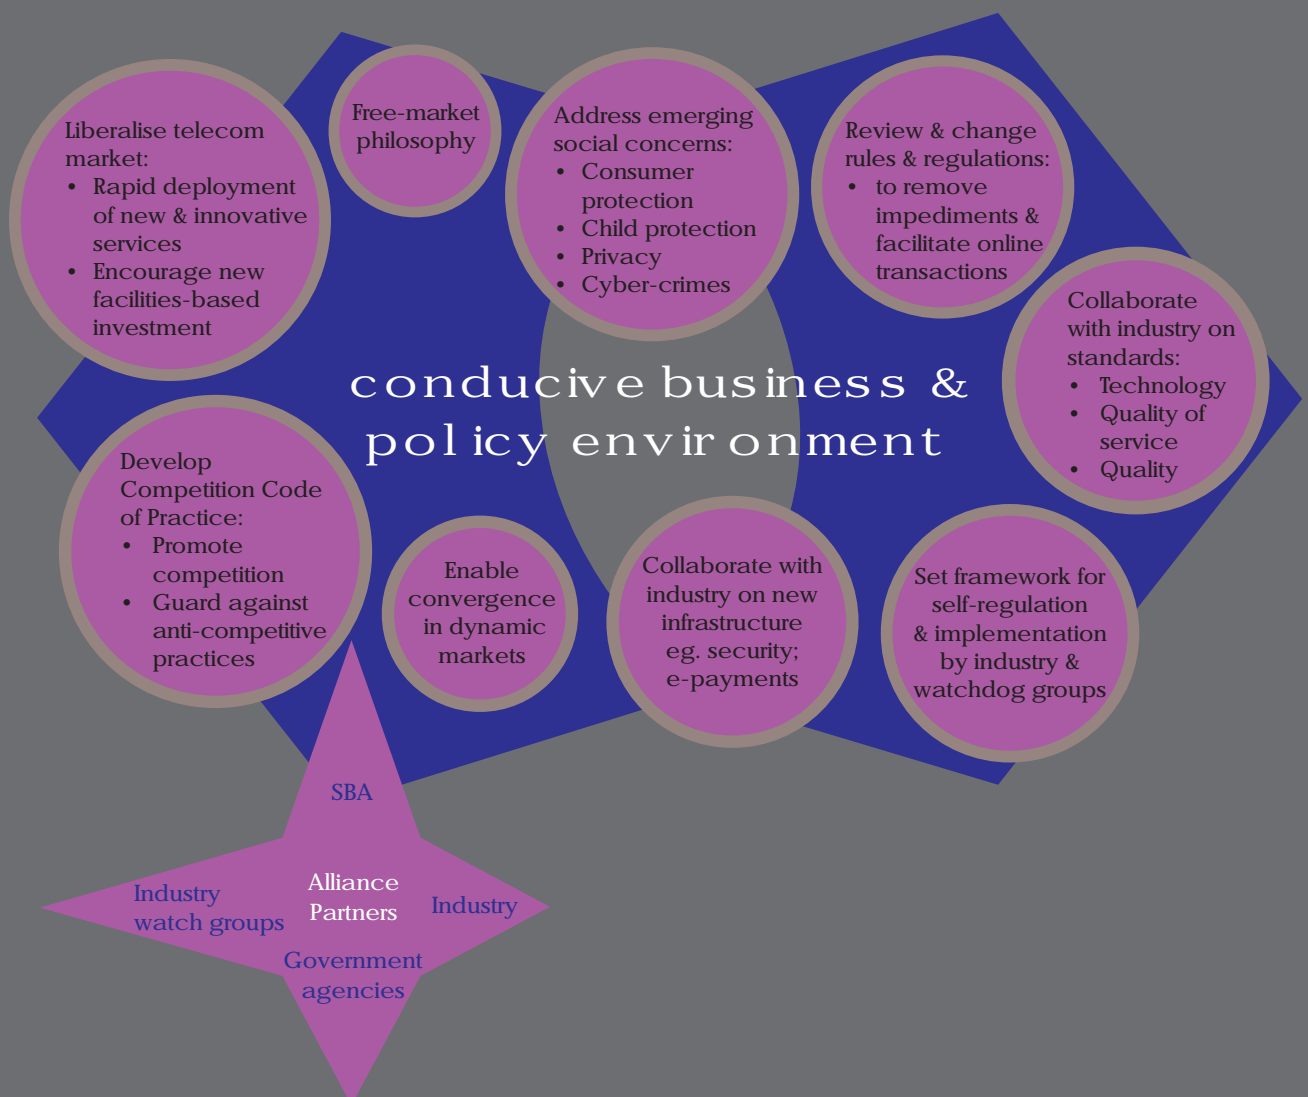 Liberalise telecom
market:
• Rapid deployment
of new & innovative
services
• Encourage new
facilities-based
investment
Free-market
philosophy
Address emerging
social concerns:
• Consumer
protection
• Child protection
• Privacy
• Cyber-crimes
Review & change
rules & regulations:
• to remove
impediments &
facilitate online
transactions
Collaborate
with industry on
standards:
• Technology
• Quality of
service
• Quality
conducive business &
policy environment
Develop
Competition Code
of Practice:
• Promote
competition
• Guard against
anti-competitive
practices
Enable
convergence
in dynamic
markets
Collaborate with
industry on new
infrastructure
eg. security;
e-payments
Set framework for
self-regulation
& implementation
by industry &
watchdog groups
SBA
Industry
watch groups
Alliance
Partners
Industry
Government
agencies